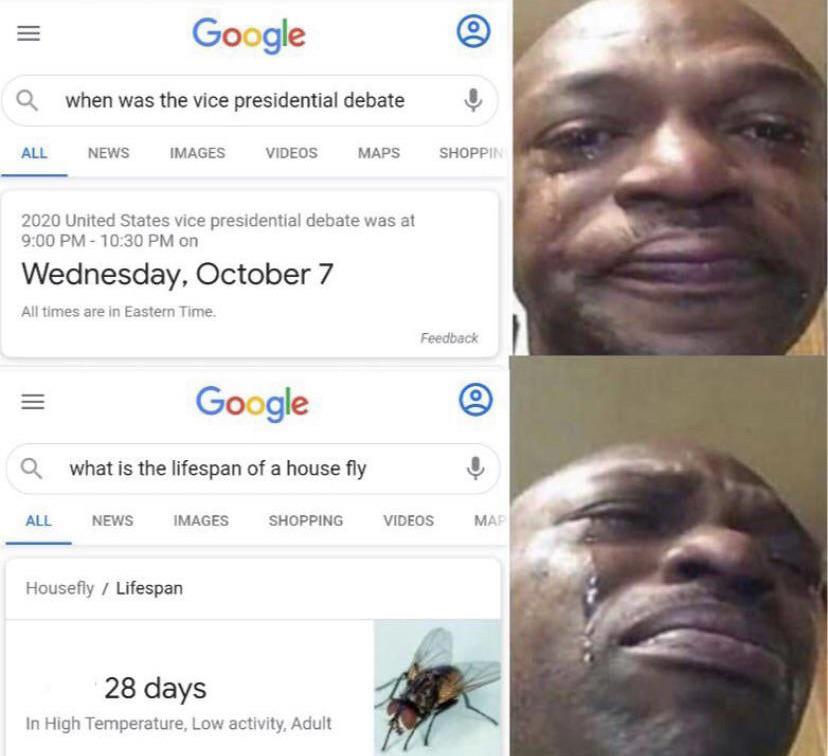 Google
when was the vice presidential debate
ALL NEWS IMAGES VIDEOS MAPS SHOPPIN
2020 United States vice presidential debate was at
9:00 PM - 10:30 PM on
Wednesday, October 7
All times are in Eastern Time.
Feedback
Google
what is the lifespan of a house fly
ALL NEWS IMAGES SHOPPING VIDEOS MAP
Housefly / Lifespan
28 days
In High Temperature, Low activity, Adult